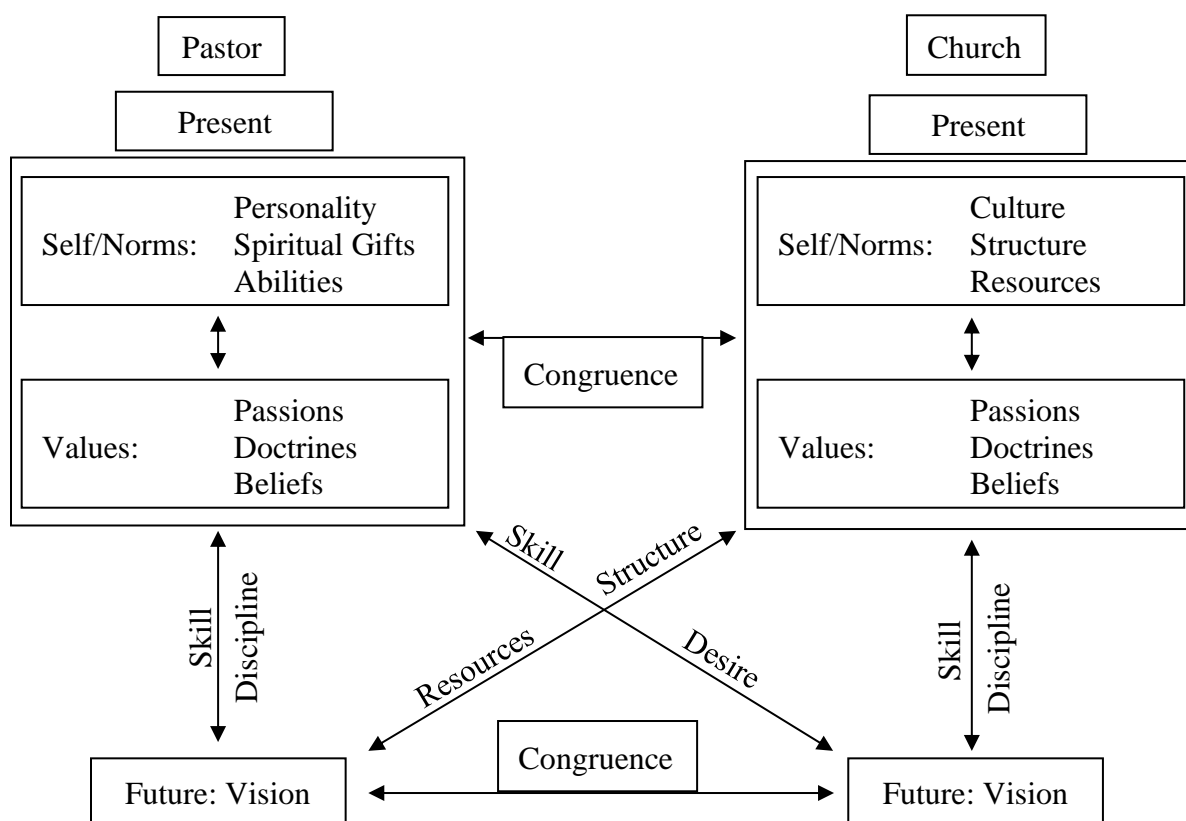 Pastor
Church
Present
Present
Personality
Self/Norms: Spiritual Gifts
Abilities
Culture
Self/Norms: Structure
Resources
Congruence
Passions
Values: Doctrines
Beliefs
Passions
Values: Doctrines
Beliefs
Skill
Discipline
Skill
Desire
Structure
Resources
Skill
Discipline
Congruence
Future: Vision
Future: Vision